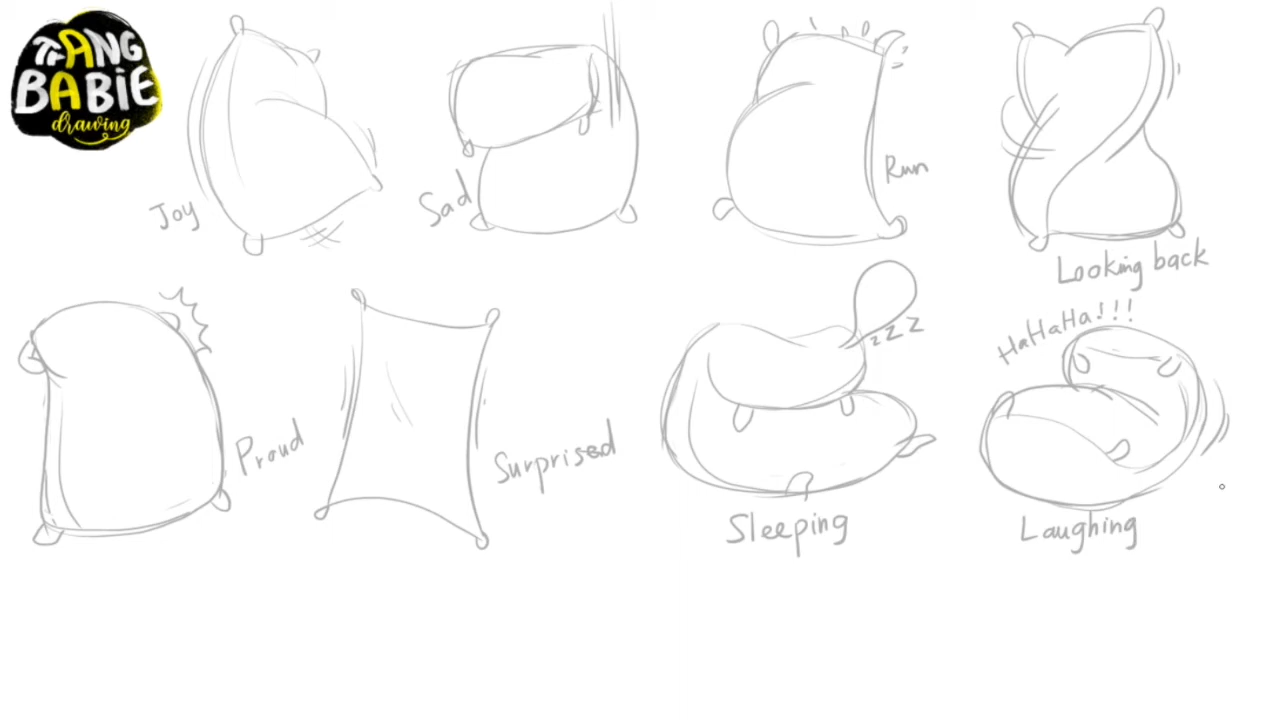 TrANG
BABiE
drawing
Joy
Sad
Run
Looking back
Proud
Surprised
zZZ
Sleeping
HaHaHa!!!
Laughing